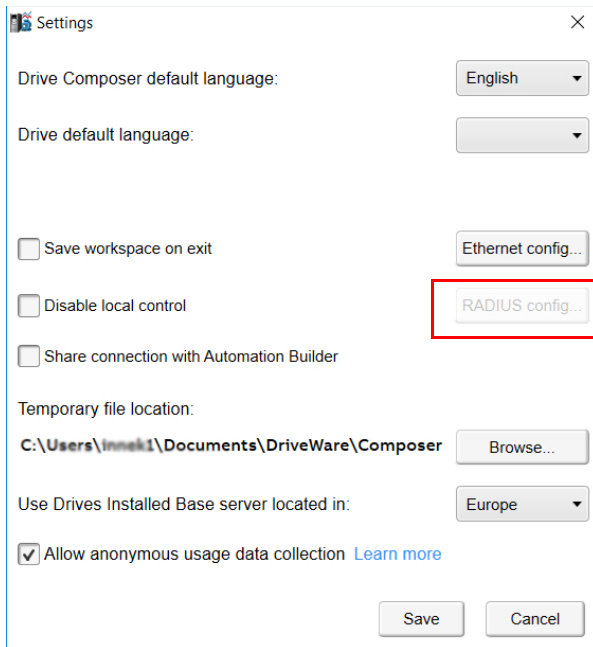 Settings
Drive Composer default language:
English
Drive default language:
Save workspace on exit
Ethernet config...
Disable local control
RADIUS config...
Share connection with Automation Builder
Temporary file location:
C:\Users\ \Documents\DriveWare\Composer
Browse...
Use Drives Installed Base server located in:
Europe
Allow anonymous usage data collection Learn more
Save
Cancel